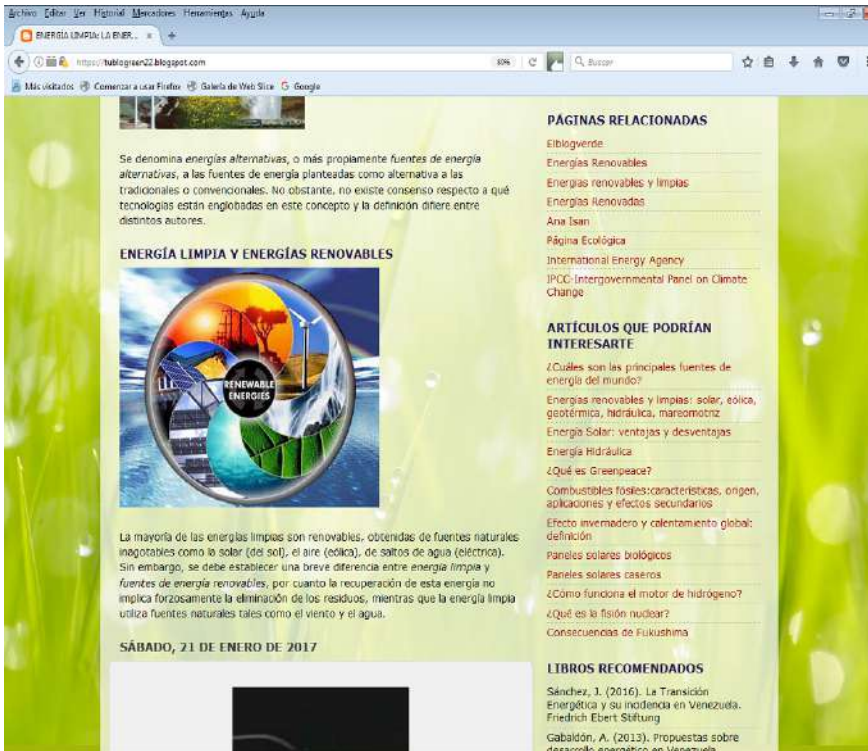 Archivo Editar Ver Historial Marcadores Herramientas Ayuda
ENERGÍA LIMPIA: LA ENER...
https://tublogreen22.blogspot.com
80%
Buscar
Más visitados Comenzar a usar Firefox Galería de Web Slice Google
Se denomina energías alternativas, o más propiamente fuentes de energía
alternativas, a las fuentes de energía planteadas como alternativa a las
tradicionales o convencionales. No obstante, no existe consenso respecto a qué
tecnologías están englobadas en este concepto y la definición difiere entre
distintos autores.
ENERGÍA LIMPIA Y ENERGÍAS RENOVABLES
RENEWABLE
ENERGIES
La mayoría de las energías limpias son renovables, obtenidas de fuentes naturales
inagotables como la solar (del sol), el aire (eólica), de saltos de agua (eléctrica).
Sin embargo, se debe establecer una breve diferencia entre energía limpia y
fuentes de energía renovables, por cuanto la recuperación de esta energía no
implica forzosamente la eliminación de los residuos, mientras que la energía limpia
utiliza fuentes naturales tales como el viento y el agua.
SÁBADO, 21 DE ENERO DE 2017
PÁGINAS RELACIONADAS
Elblogverde
Energías Renovables
Energías renovables y limpias
Energías Renovadas
Ana Isan
Página Ecológica
International Energy Agency
IPCC-Intergovernmental Panel on Climate
Change
ARTÍCULOS QUE PODRÍAN
INTERESARTE
¿Cuáles son las principales fuentes de
energía del mundo?
Energías renovables y limpias: solar, eólica,
geotérmica, hidráulica, mareomotriz
Energía Solar: ventajas y desventajas
Energía Hidráulica
¿Qué es Greenpeace?
Combustibles fósiles:características, origen,
aplicaciones y efectos secundarios
Efecto invernadero y calentamiento global:
definición
Paneles solares biológicos
Paneles solares caseros
¿Cómo funciona el motor de hidrógeno?
¿Qué es la fisión nuclear?
Consecuencias de Fukushima
LIBROS RECOMENDADOS
Sánchez, J. (2016). La Transición
Energética y su incidencia en Venezuela.
Friedrich Ebert Stiftung
Gabaldón, A. (2013). Propuestas sobre
desarrollo energético en Venezuela